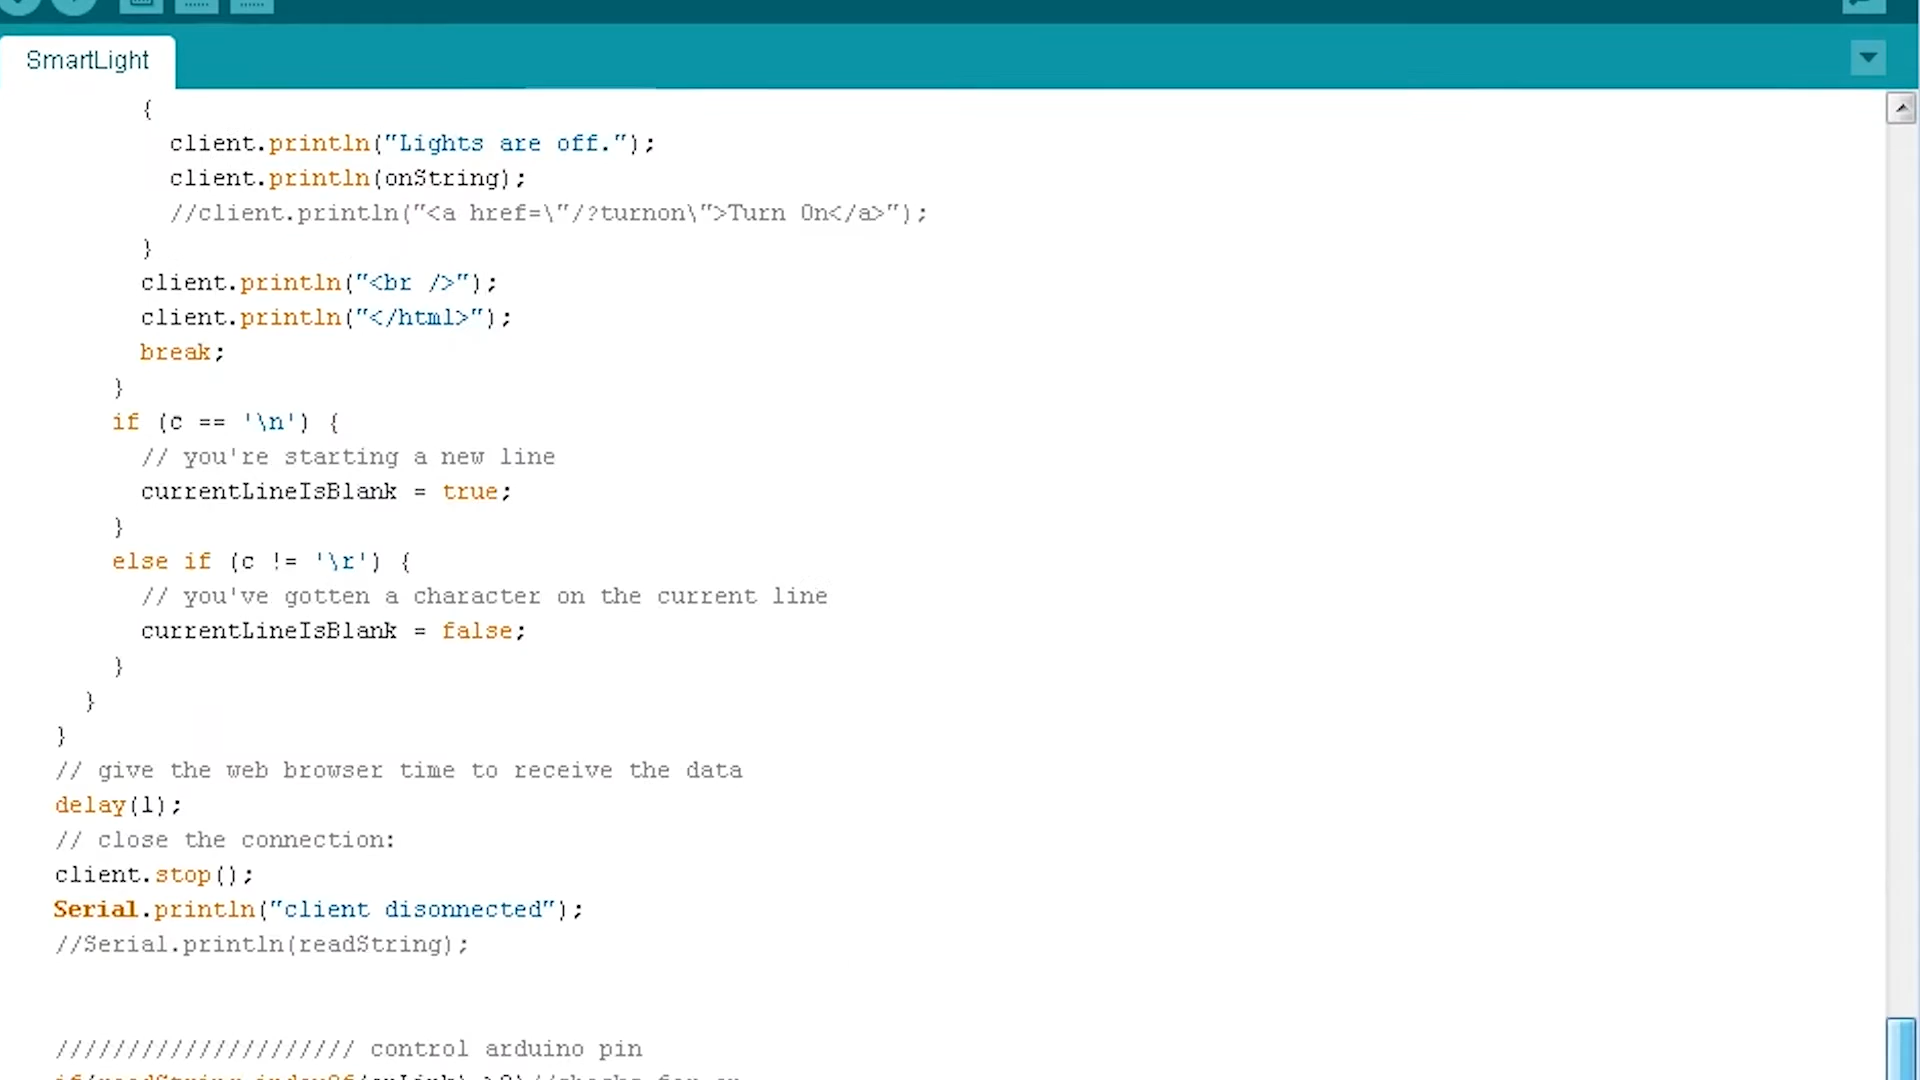 SmartLight
{
client.println("Lights are off.");
client.println(onString);
//client.println("<a href=\"/?turnon\">Turn On</a>");
}
client.println("<br />");
client.println("</html>");
break;
}
if (c == '\n') {
// you're starting a new line
currentLineIsBlank = true;
}
else if (c != '\r') {
// you've gotten a character on the current line
currentLineIsBlank = false;
}
}
}
// give the web browser time to receive the data
delay(1);
// close the connection:
client.stop();
Serial.println("client disonnected");
//Serial.println(readString);
///////////////////// control arduino pin